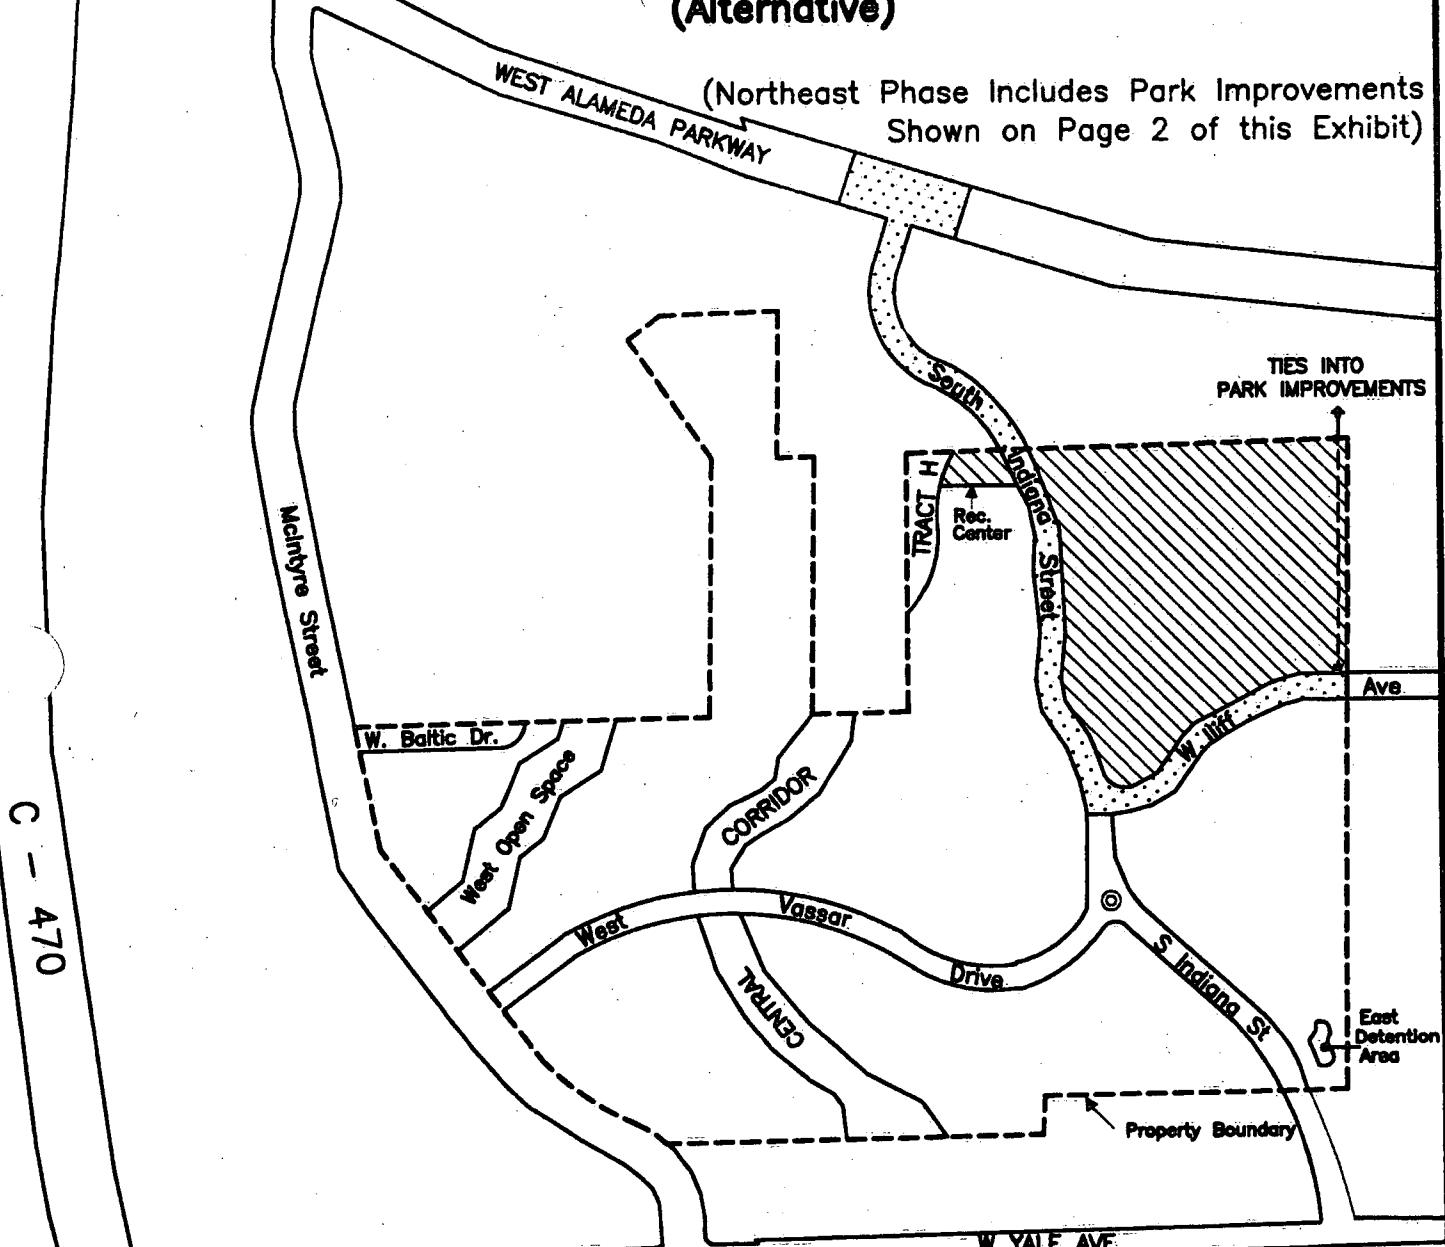 (Alternative)
(Northeast Phase Includes Park Improvements
Shown on Page 2 of this Exhibit)
WEST ALAMEDA PARKWAY
TIES INTO
PARK IMPROVEMENTS
South Indiana Street
TRACT H
Rec.
Center
McIntyre Street
W. Iliff Ave
W. Baltic Dr.
West Open Space
CORRIDOR
CENTRAL
West Vassar Drive
S Indiana St
C - 470
East
Detention
Area
Property Boundary
W YALE AVE